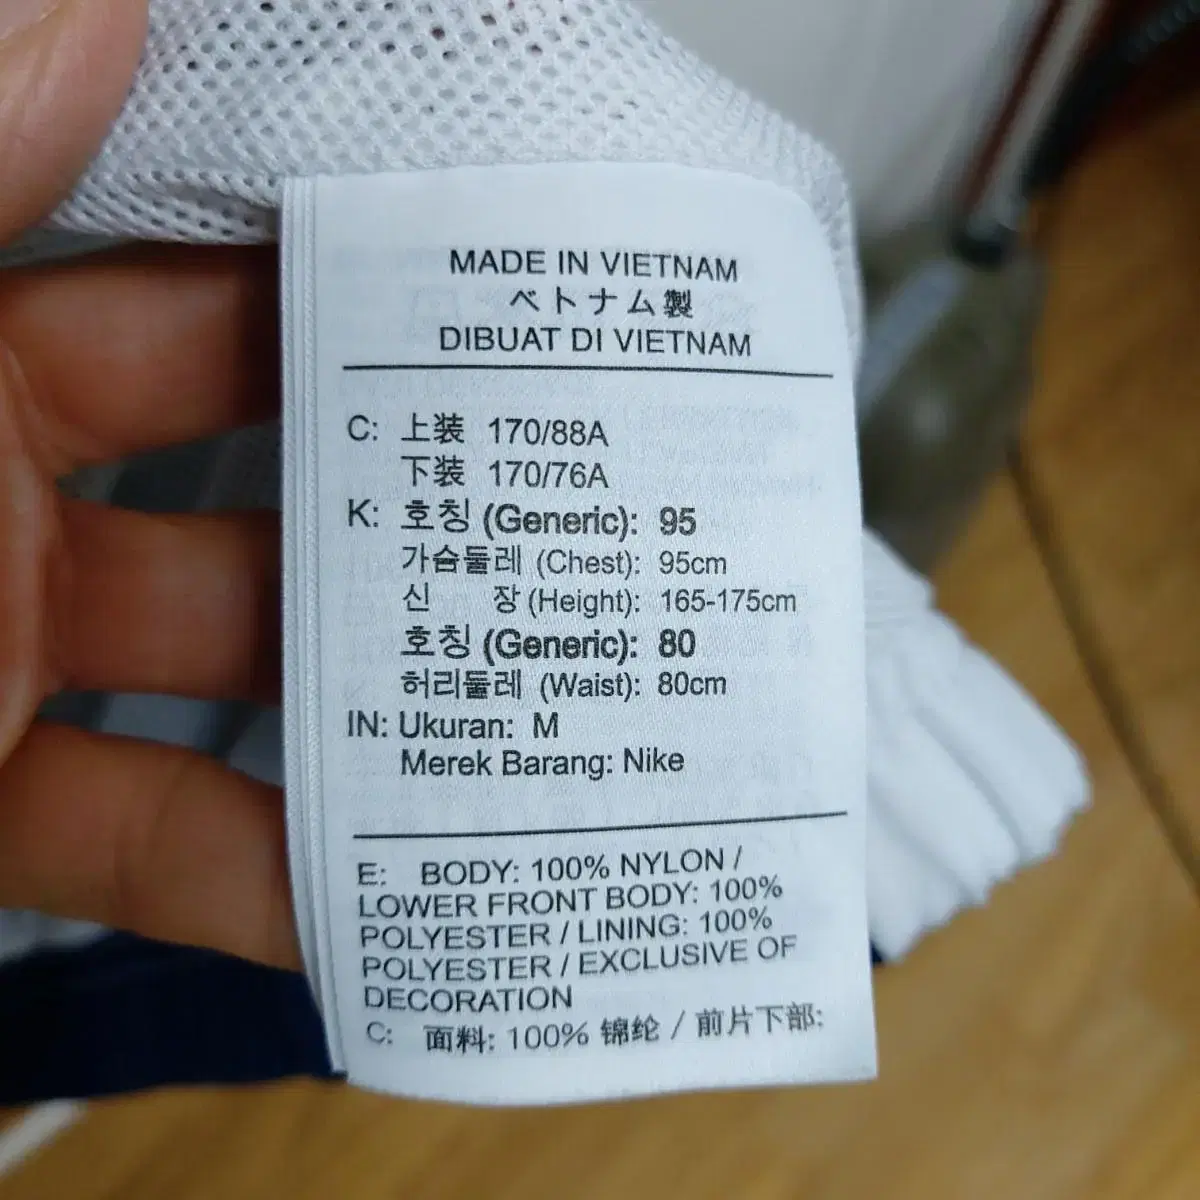 MADE IN VIETNAM
ベトナム製
DIBUAT DI VIETNAM
C: 上装 170/88A
下装 170/76A
K: 호칭 (Generic): 95
가슴둘레 (Chest): 95cm
신 장 (Height): 165-175cm
호칭 (Generic): 80
허리둘레 (Waist): 80cm
IN: Ukuran: M
Merek Barang: Nike
E: BODY: 100% NYLON /
LOWER FRONT BODY: 100%
POLYESTER / LINING: 100%
POLYESTER / EXCLUSIVE OF
DECORATION
C: 面料: 100% 锦纶 / 前片下部: